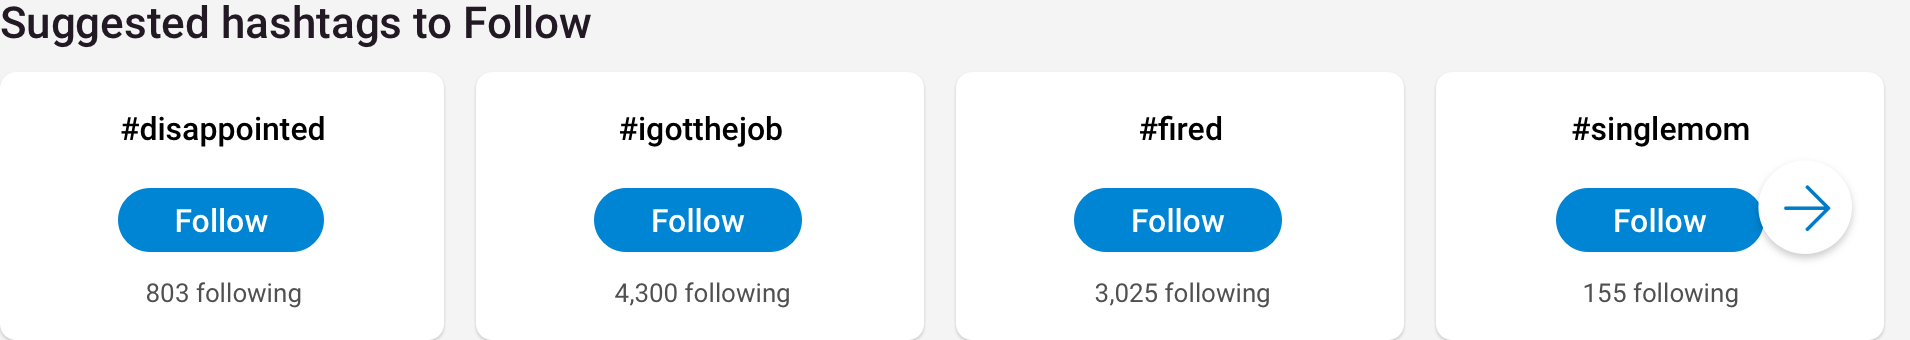 Suggested hashtags to Follow
#disappointed
Follow
803 following
#igotthejob
Follow
4,300 following
#fired
Follow
3,025 following
#singlemom
Follow
155 following